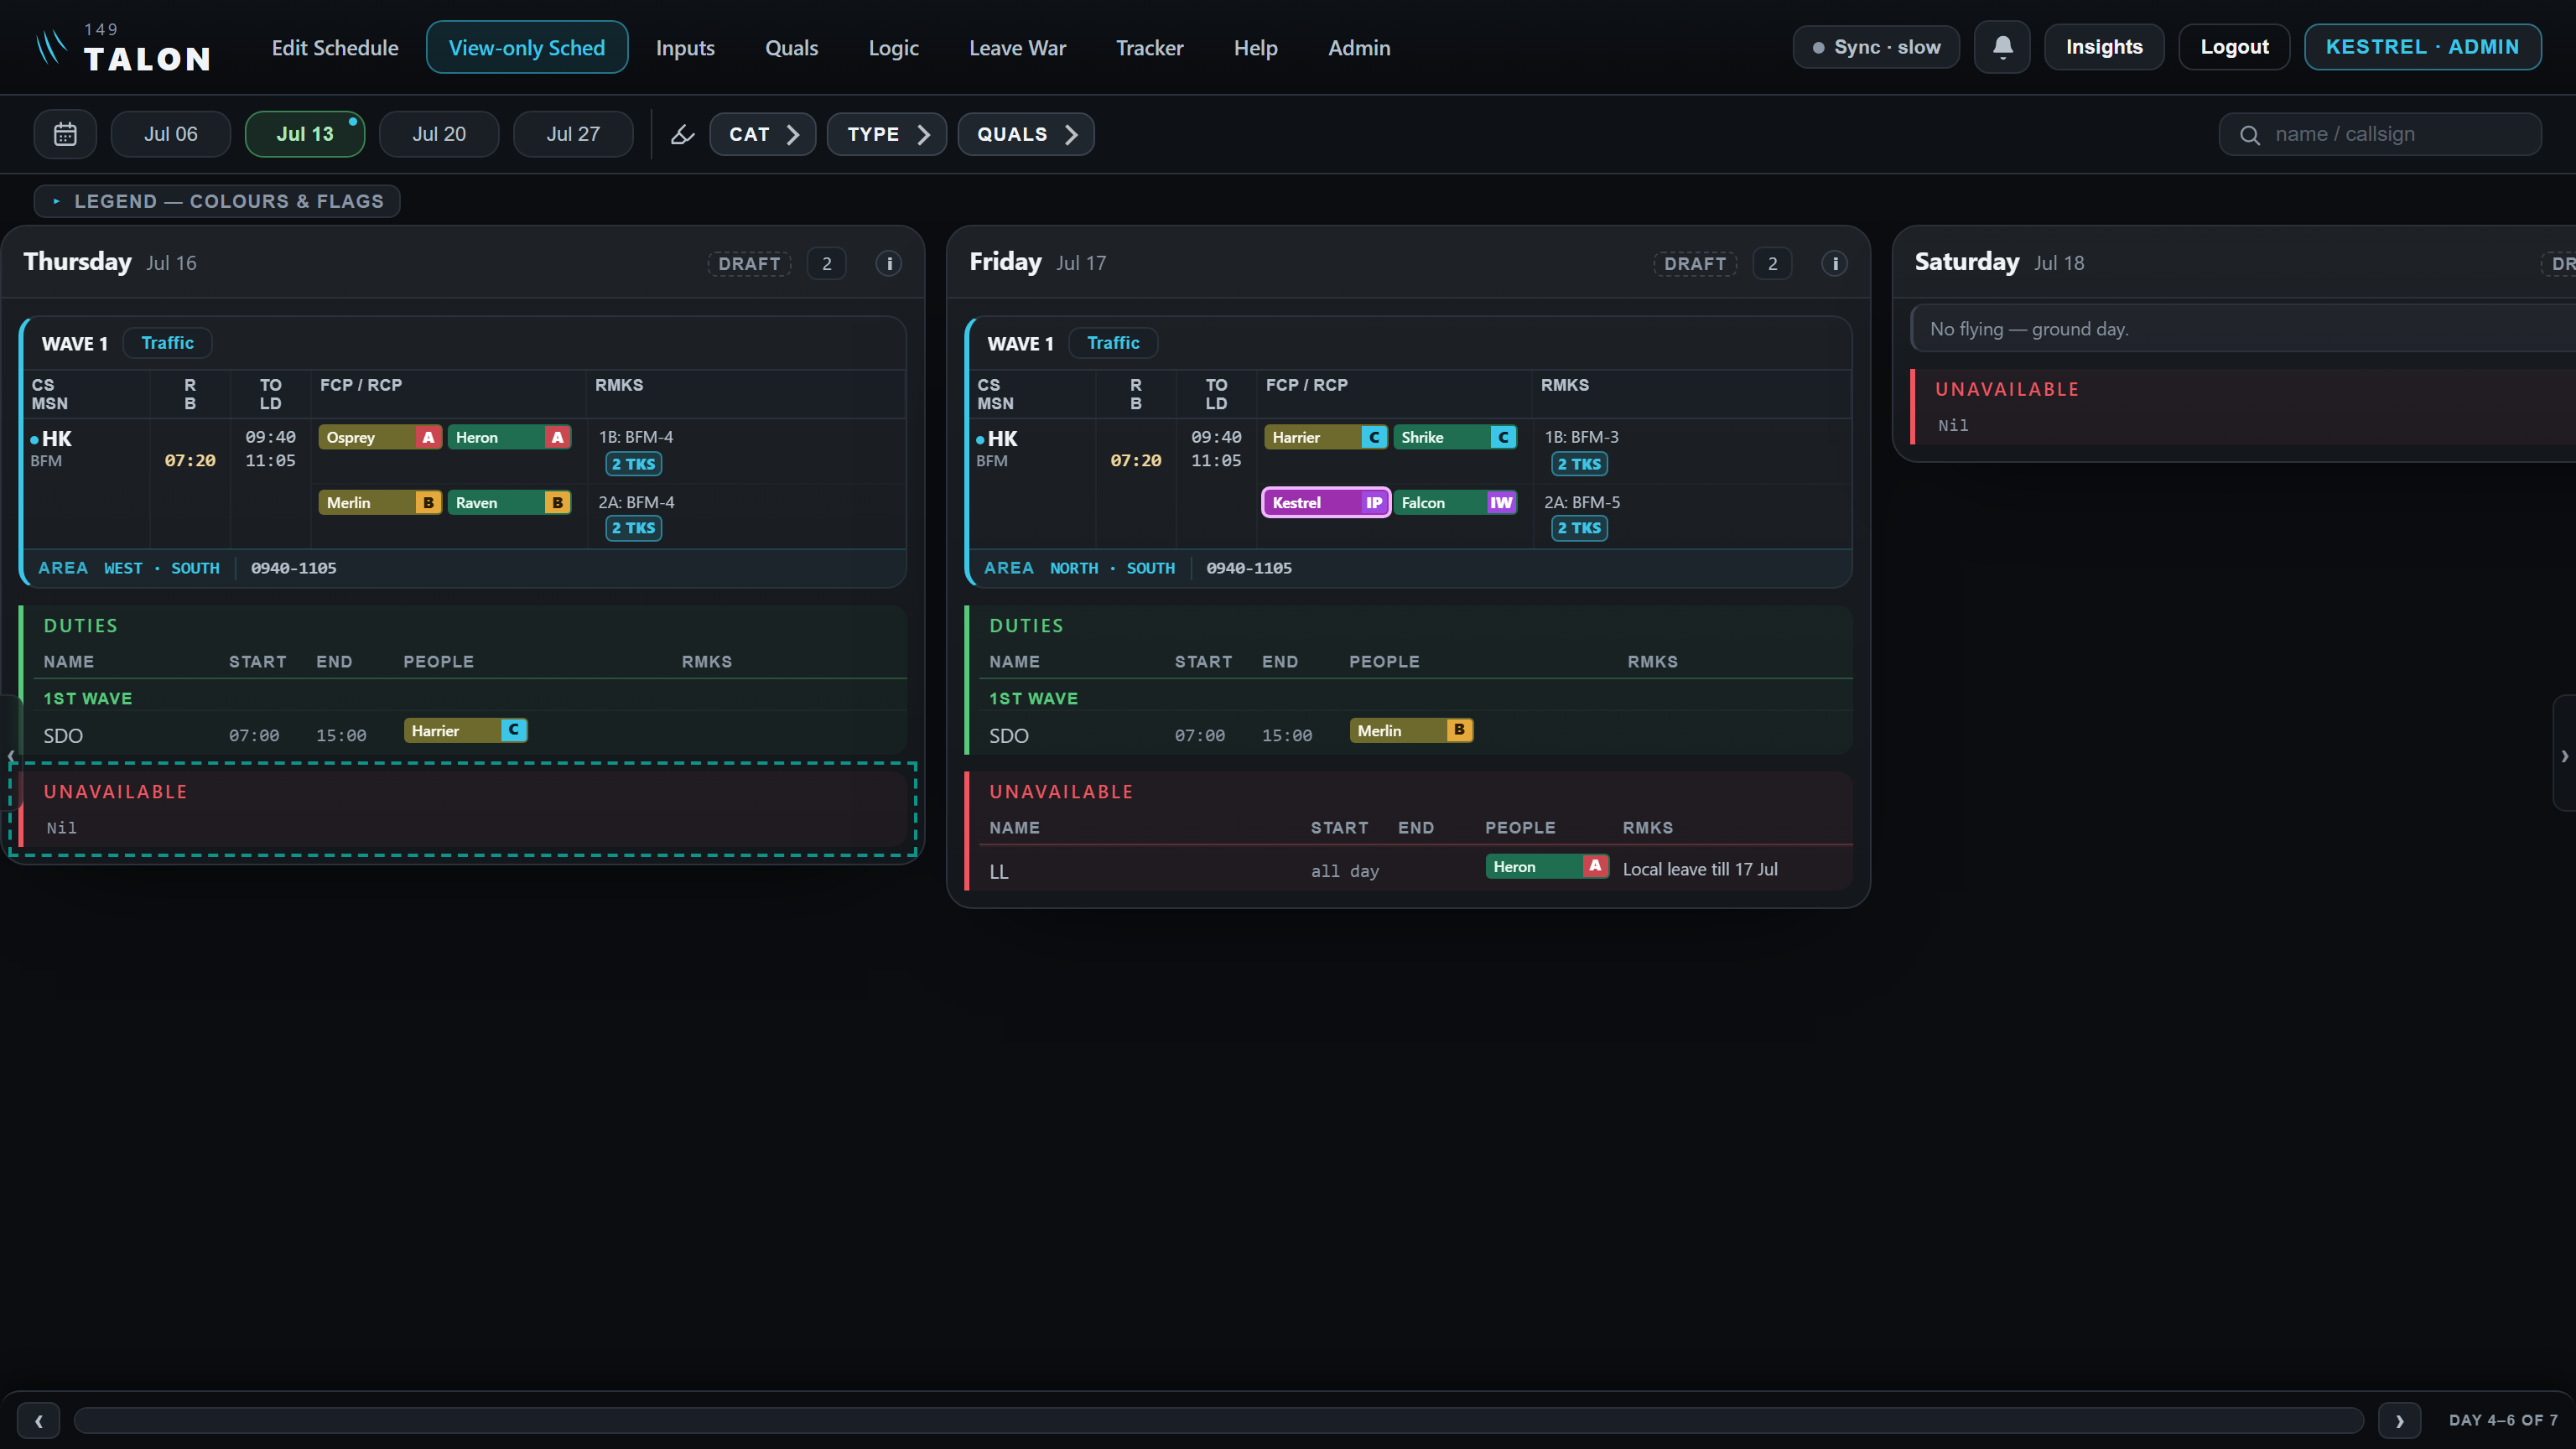 149
TALON
Edit Schedule
View-only Sched
Inputs
Quals
Logic
Leave War
Tracker
Help
Admin
Sync · slow
Insights
Logout
KESTREL · ADMIN
Jul 06
Jul 13
Jul 20
Jul 27
CAT
TYPE
QUALS
name / callsign
LEGEND — COLOURS & FLAGS
Thursday Jul 16
DRAFT 2 i
WAVE 1 Traffic
CS R TO FCP / RCP RMKS
MSN B LD
HK 09:40 Osprey A Heron A 1B: BFM-4
BFM 07:20 11:05 2 TKS
Merlin B Raven B 2A: BFM-4
2 TKS
AREA WEST · SOUTH 0940-1105
DUTIES
NAME START END PEOPLE RMKS
1ST WAVE
SDO 07:00 15:00 Harrier C
UNAVAILABLE
Nil
Friday Jul 17
DRAFT 2 i
WAVE 1 Traffic
CS R TO FCP / RCP RMKS
MSN B LD
HK 09:40 Harrier C Shrike C 1B: BFM-3
BFM 07:20 11:05 2 TKS
Kestrel IP Falcon IW 2A: BFM-5
2 TKS
AREA NORTH · SOUTH 0940-1105
DUTIES
NAME START END PEOPLE RMKS
1ST WAVE
SDO 07:00 15:00 Merlin B
UNAVAILABLE
NAME START END PEOPLE RMKS
LL all day Heron A Local leave till 17 Jul
Saturday Jul 18
DR
No flying — ground day.
UNAVAILABLE
Nil
DAY 4–6 OF 7